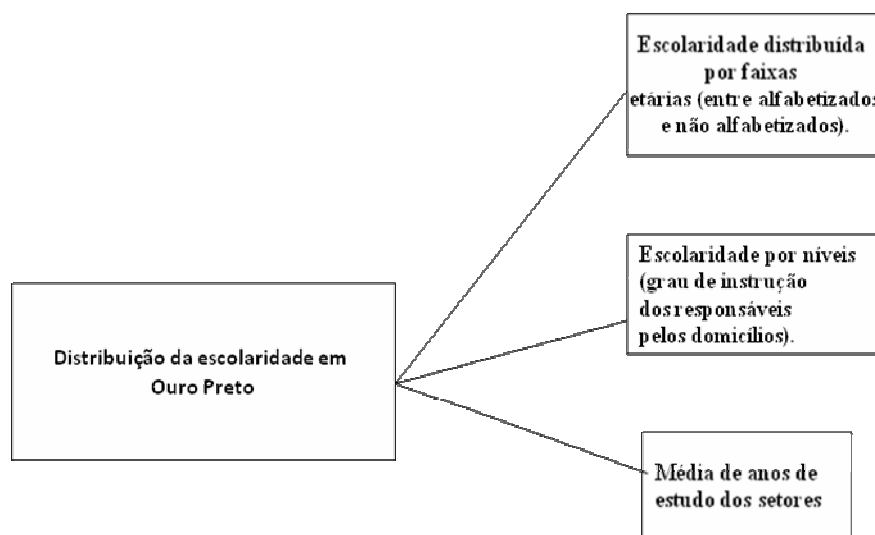 Escolaridade distribuída
por faixas
etárias (entre alfabetizados
e não alfabetizados).
Escolaridade por níveis
(grau de instrução
dos responsáveis
pelos domicílios).
Distribuição da escolaridade em
Ouro Preto
Média de anos de
estudo dos setores